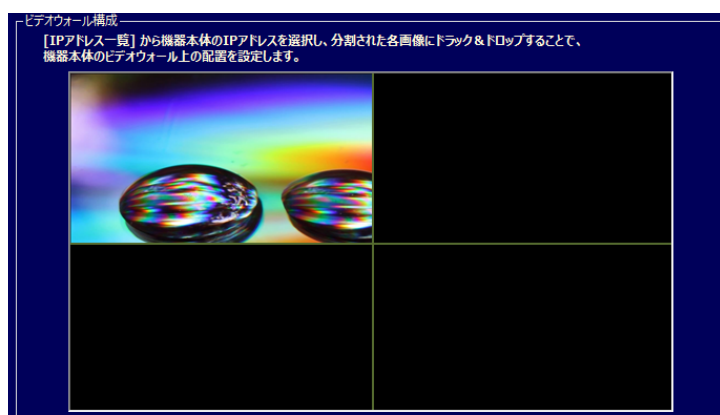 ビデオウォール構成
[IPアドレス一覧] から機器本体のIPアドレスを選択し、分割された各画像にドラック＆ドロップすることで、
機器本体のビデオウォール上の配置を設定します。